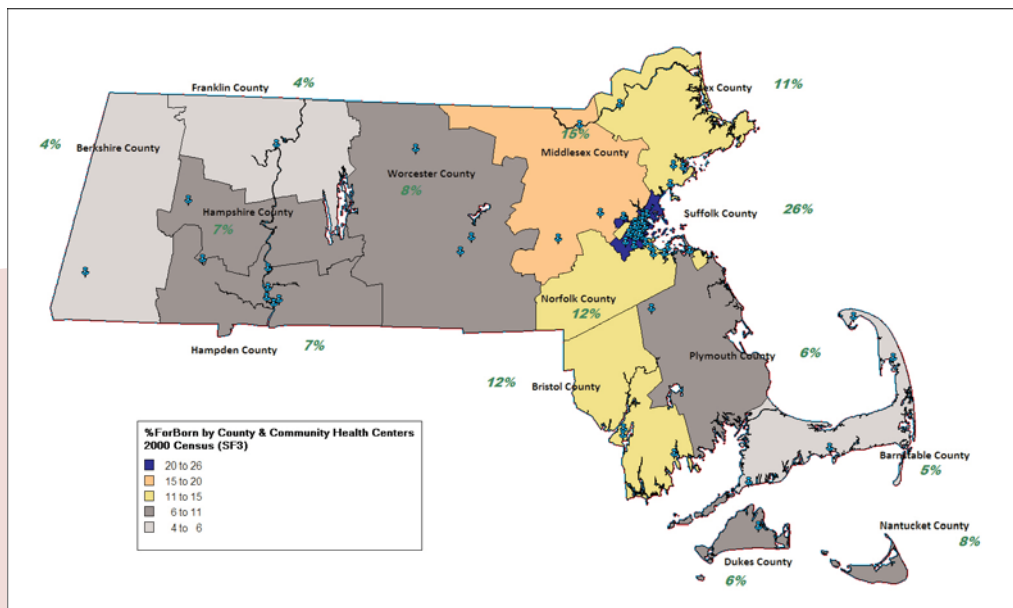 Franklin County
4%
Essex County
11%
4%
Berkshire County
15%
Middlesex County
Worcester County
8%
Suffolk County
26%
Hampshire County
7%
Norfolk County
12%
Hampden County
7%
Plymouth County
6%
12%
Bristol County
Barnstable County
5%
Nantucket County
8%
Dukes County
6%
%ForBorn by County & Community Health Centers
2000 Census (SF3)
20 to 26
15 to 20
11 to 15
6 to 11
4 to 6